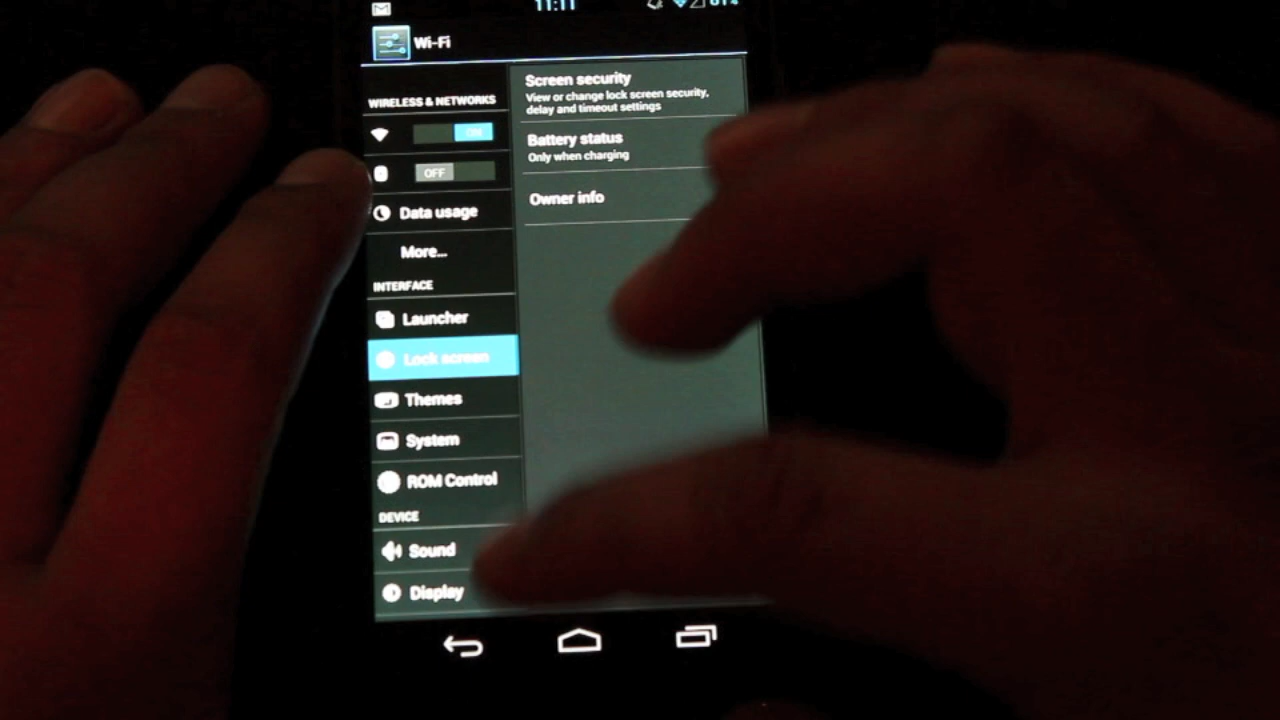 11:11
Wi-Fi
WIRELESS & NETWORKS
ON
OFF
Data usage
More...
INTERFACE
Launcher
Lock screen
Themes
System
ROM Control
DEVICE
Sound
Display
Screen security
View or change lock screen security,
delay and timeout settings
Battery status
Only when charging
Owner info